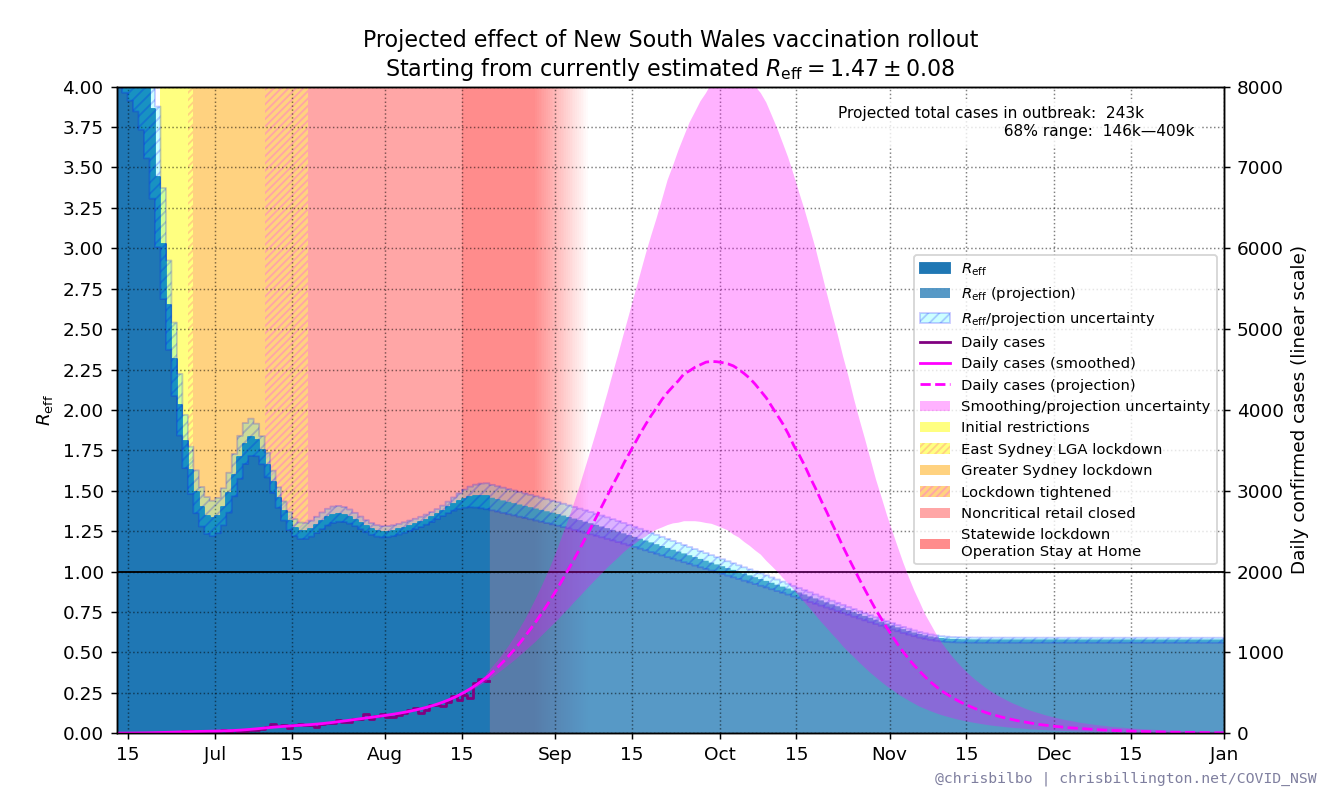 Projected effect of New South Wales vaccination rollout
Starting from currently estimated R_eff = 1.47 ± 0.08
Projected total cases in outbreak: 243k
68% range: 146k—409k
4.00
3.75
3.50
3.25
3.00
2.75
2.50
2.25
2.00
1.75
1.50
1.25
1.00
0.75
0.50
0.25
0.00
R_eff
8000
7000
6000
5000
4000
3000
2000
1000
0
Daily confirmed cases (linear scale)
R_eff
R_eff (projection)
R_eff/projection uncertainty
Daily cases
Daily cases (smoothed)
Daily cases (projection)
Smoothing/projection uncertainty
Initial restrictions
East Sydney LGA lockdown
Greater Sydney lockdown
Lockdown tightened
Noncritical retail closed
Statewide lockdown
Operation Stay at Home
15 Jul 15 Aug 15 Sep 15 Oct 15 Nov 15 Dec 15 Jan
@chrisbilbo | chrisbillington.net/COVID_NSW